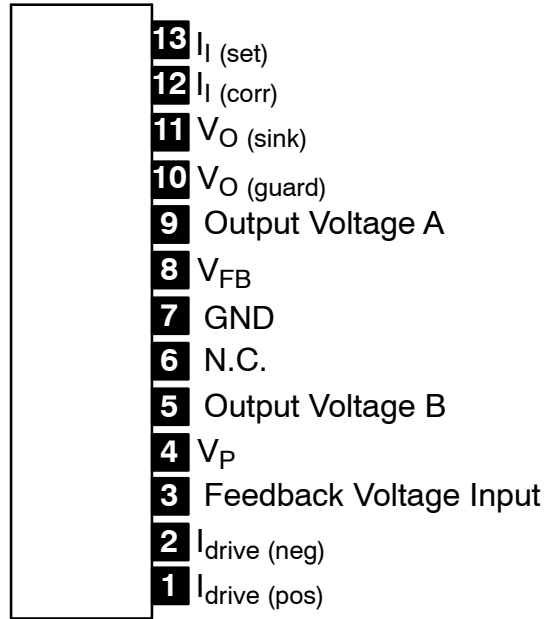 13 II (set)
12 II (corr)
11 VO (sink)
10 VO (guard)
9 Output Voltage A
8 VFB
7 GND
6 N.C.
5 Output Voltage B
4 VP
3 Feedback Voltage Input
2 Idrive (neg)
1 Idrive (pos)